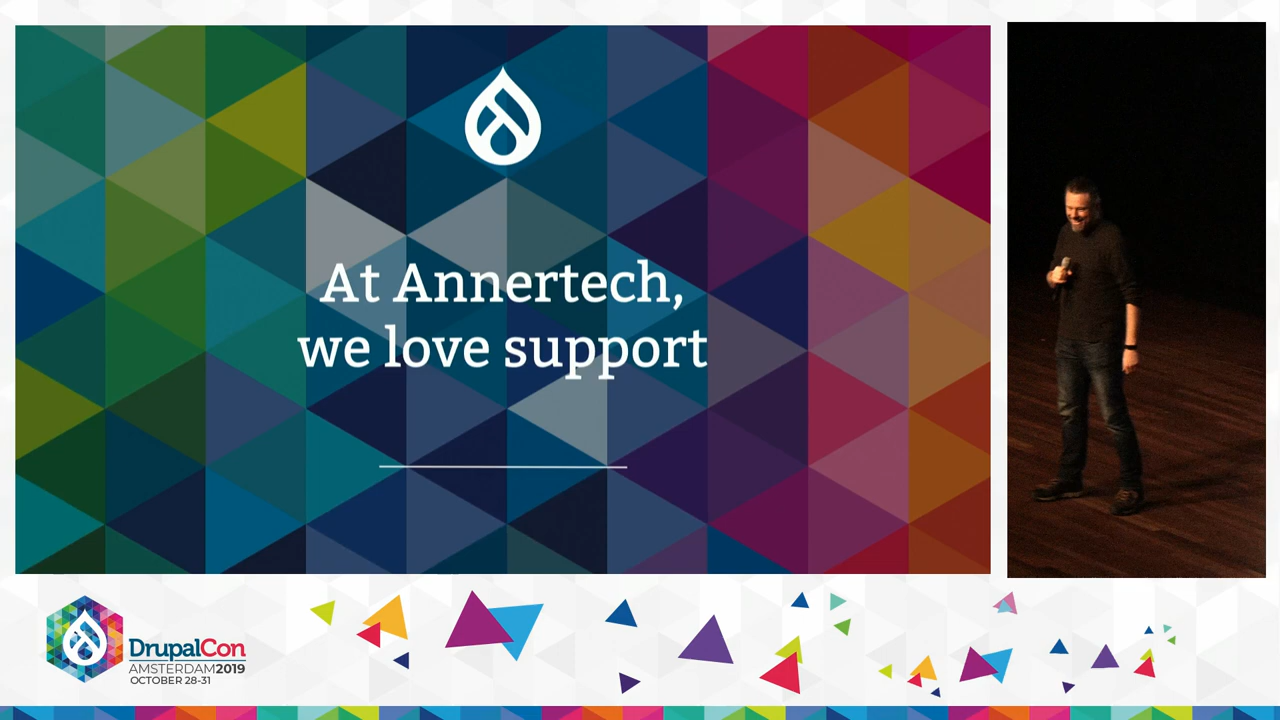 At Annertech,
we love support
DrupalCon
AMSTERDAM2019
OCTOBER 28-31